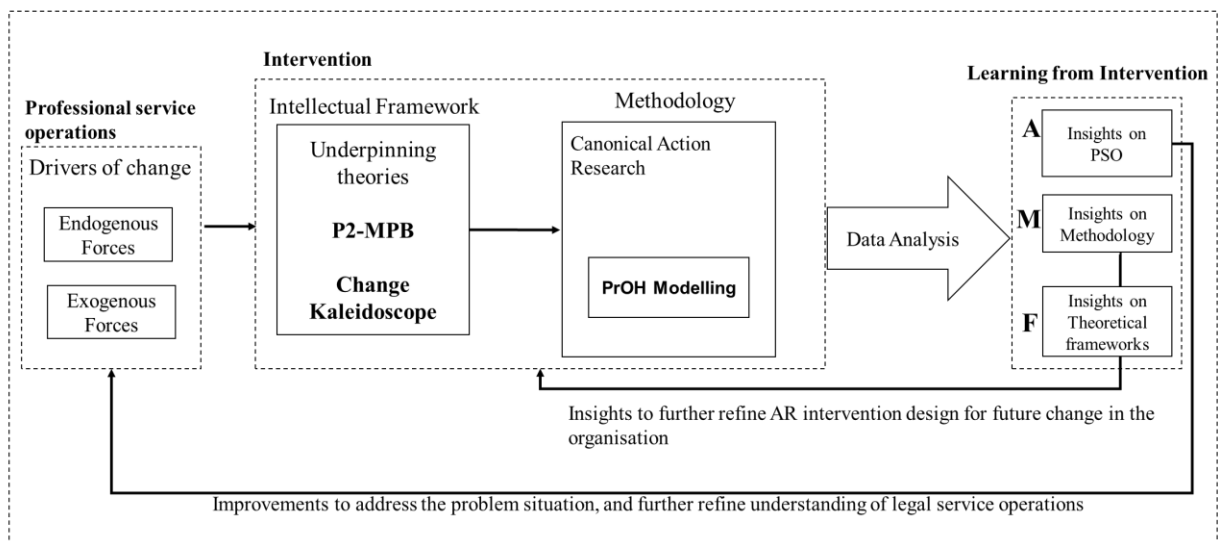 Professional service
operations
Drivers of change
Endogenous
Forces
Exogenous
Forces
Intervention
Intellectual Framework
Underpinning
theories
P2-MPB
Change
Kaleidoscope
Methodology
Canonical Action
Research
PrOH Modelling
Data Analysis
Learning from Intervention
A
Insights on
PSO
M
Insights on
Methodology
F
Insights on
Theoretical
frameworks
Insights to further refine AR intervention design for future change in the
organisation
Improvements to address the problem situation, and further refine understanding of legal service operations